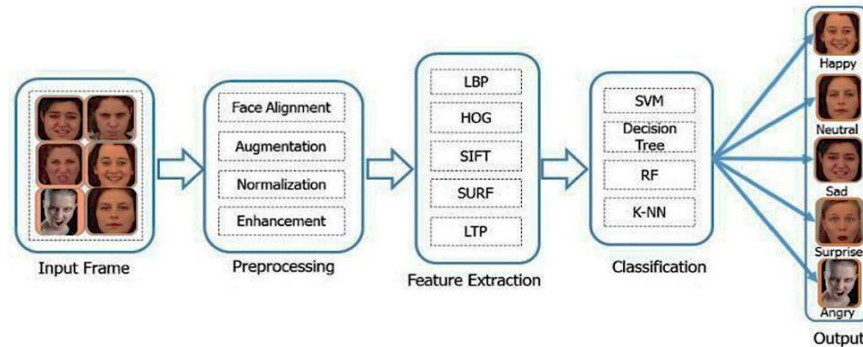 Input Frame
Face Alignment
Augmentation
Normalization
Enhancement
Preprocessing
LBP
HOG
SIFT
SURF
LTP
Feature Extraction
SVM
Decision
Tree
RF
K-NN
Classification
Happy
Neutral
Sad
Surprise
Angry
Output